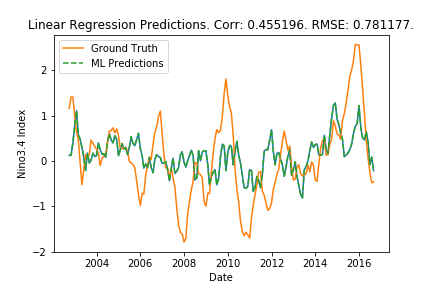 Linear Regression Predictions. Corr: 0.455196. RMSE: 0.781177.
Ground Truth
ML Predictions
Nino3.4 Index
2
1
0
−1
−2
2004 2006 2008 2010 2012 2014 2016
Date